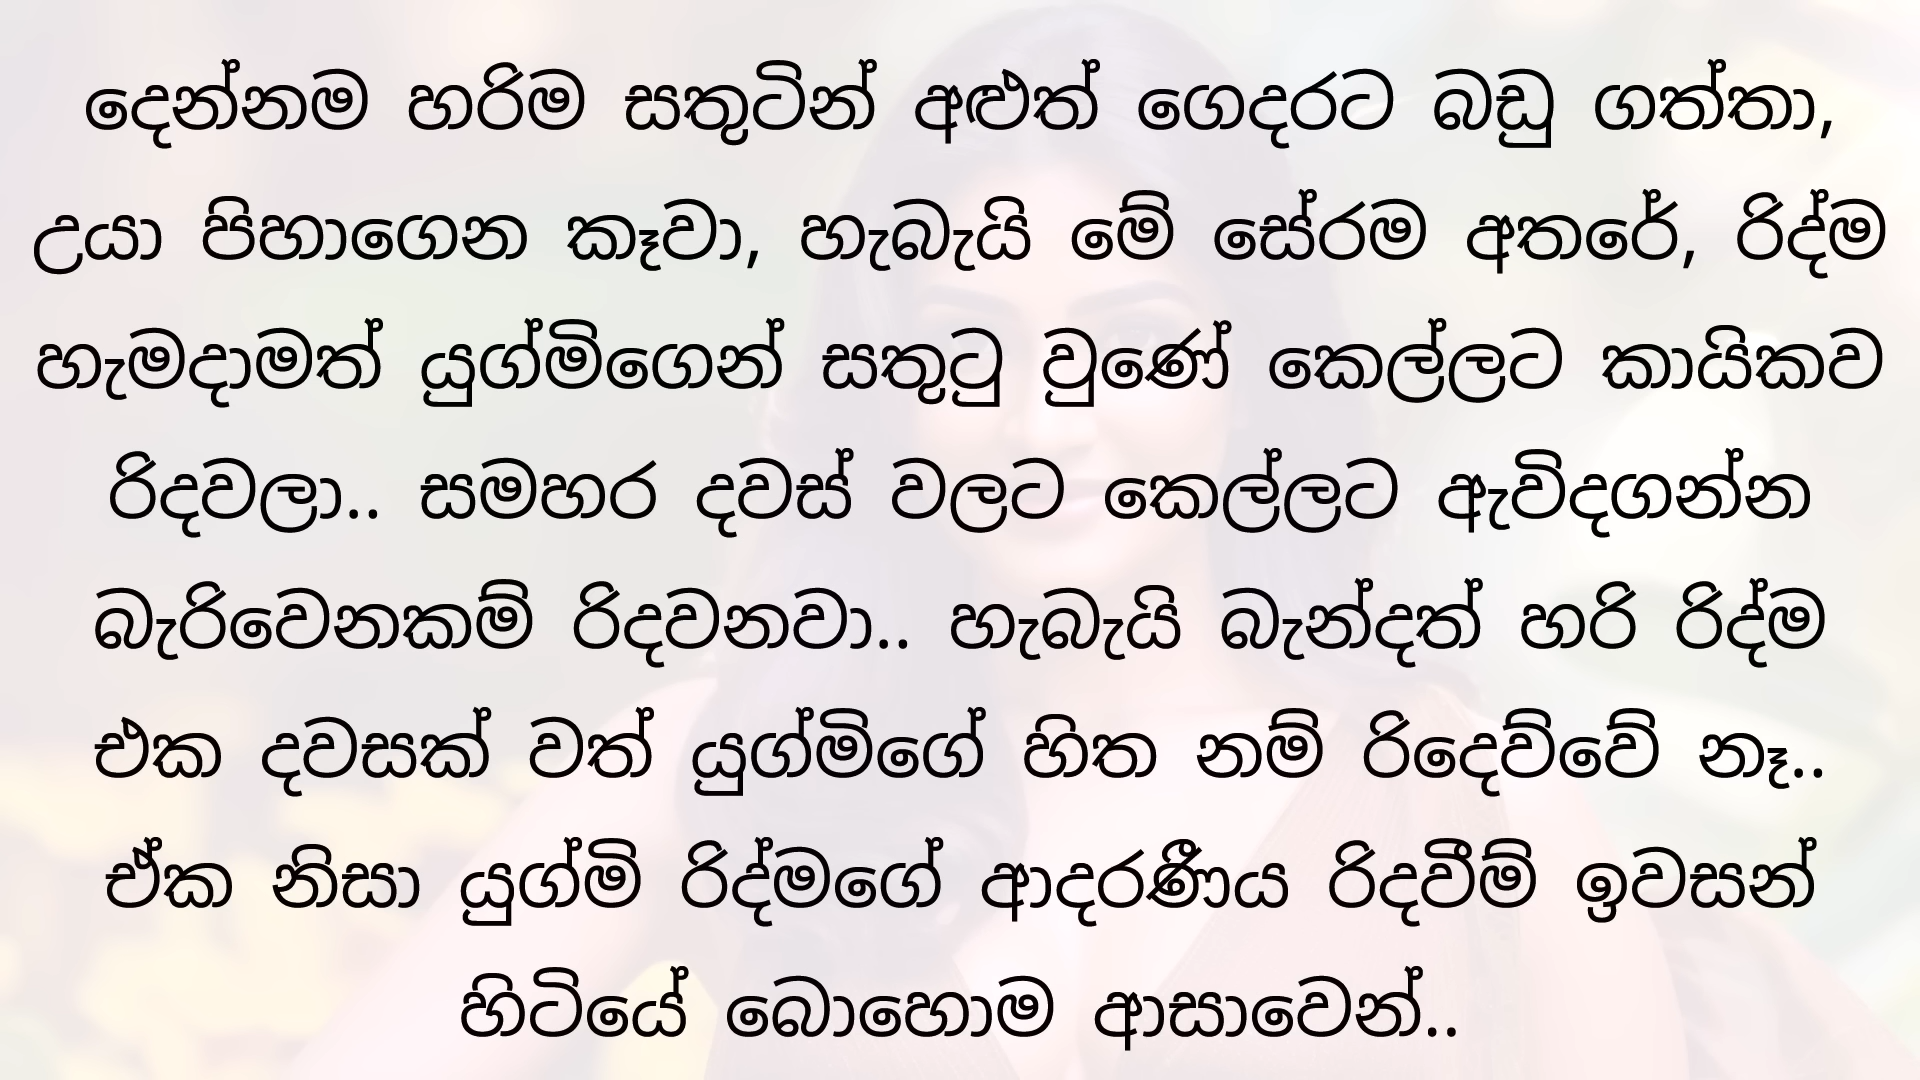 දෙන්නම හරිම සතුටින් අළුත් ගෙදරට බඩු ගත්තා,
උයා පිහාගෙන කෑවා, හැබැයි මේ සේරම අතරේ, රිද්ම
හැමදාමත් යුග්මිගෙන් සතුටු වුණේ කෙල්ලට කායිකව
රිදවලා.. සමහර දවස් වලට කෙල්ලට ඇවිදගන්න
බැරිවෙනකම් රිදවනවා.. හැබැයි බැන්දත් හරි රිද්ම
එක දවසක් වත් යුග්මිගේ හිත නම් රිදෙව්වේ නෑ..
ඒක නිසා යුග්මි රිද්මගේ ආදරණීය රිදවීම් ඉවසන්
හිටියේ බොහොම ආසාවෙන්..